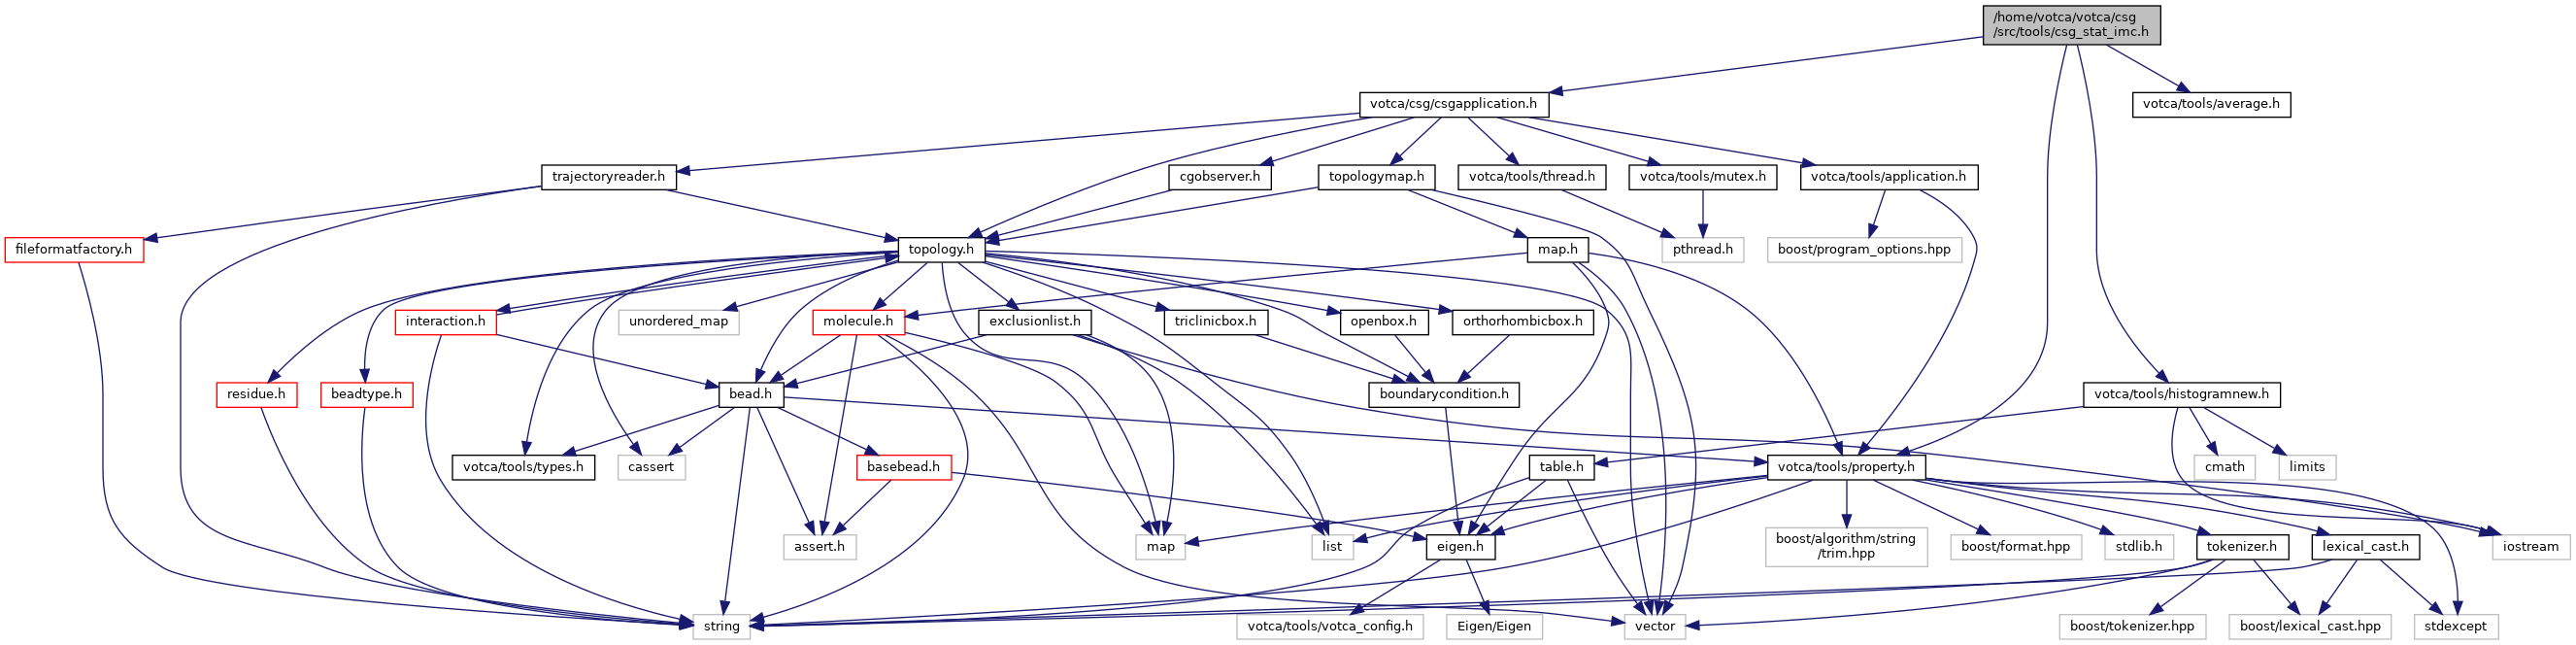 /home/votca/votca/csg
/src/tools/csg_stat_imc.h
votca/csg/csgapplication.h
votca/tools/average.h
trajectoryreader.h
cgobserver.h
topologymap.h
votca/tools/thread.h
votca/tools/mutex.h
votca/tools/application.h
fileformatfactory.h
topology.h
map.h
pthread.h
boost/program_options.hpp
interaction.h
unordered_map
molecule.h
exclusionlist.h
triclinicbox.h
openbox.h
orthorhombicbox.h
residue.h
beadtype.h
bead.h
boundarycondition.h
votca/tools/histogramnew.h
votca/tools/types.h
cassert
basebead.h
table.h
votca/tools/property.h
cmath
limits
assert.h
map
list
eigen.h
boost/algorithm/string
/trim.hpp
boost/format.hpp
stdlib.h
tokenizer.h
lexical_cast.h
iostream
string
votca/tools/votca_config.h
Eigen/Eigen
vector
boost/tokenizer.hpp
boost/lexical_cast.hpp
stdexcept